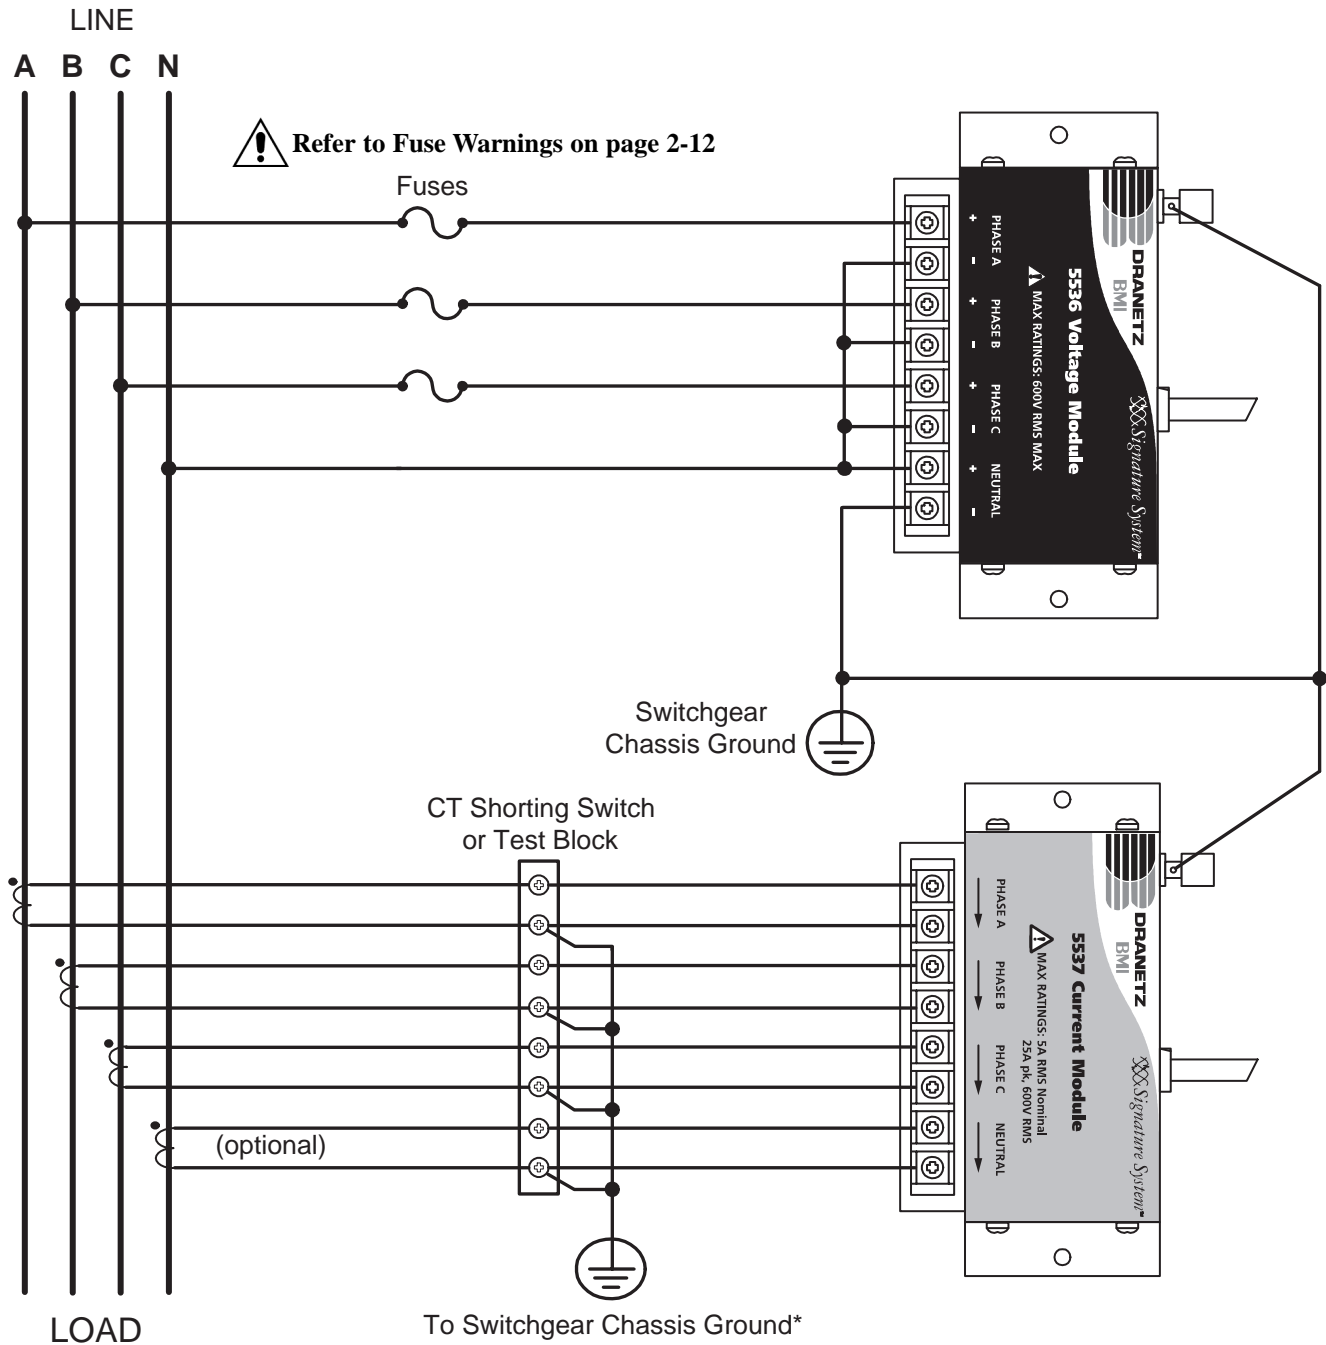 LINE
A B C N
Refer to Fuse Warnings on page 2-12
Fuses
+ PHASE A -
+ PHASE B -
+ PHASE C -
+ NEUTRAL -
MAX RATINGS: 600V RMS MAX
5536 Voltage Module
DRANETZ
BMI
Signature System™
Switchgear
Chassis Ground
CT Shorting Switch
or Test Block
PHASE A
PHASE B
PHASE C
NEUTRAL
MAX RATINGS: 5A RMS Nominal
25A pk, 600V RMS
5537 Current Module
DRANETZ
BMI
Signature System™
(optional)
To Switchgear Chassis Ground*
LOAD